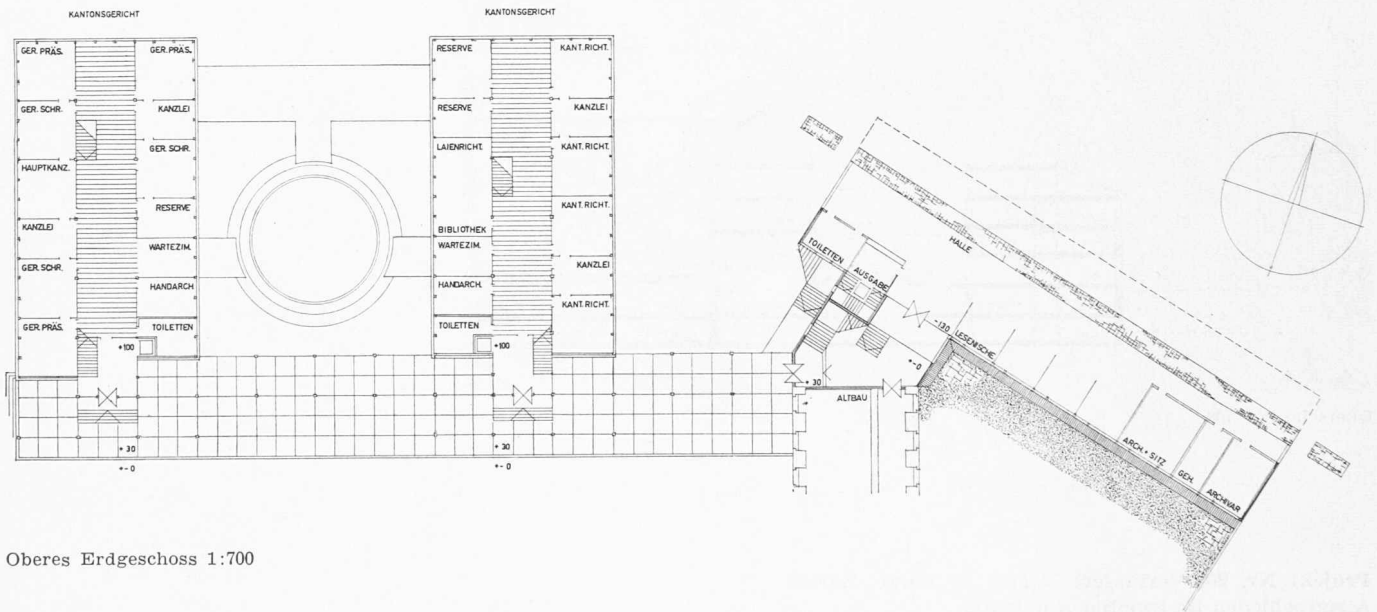 KANTONSGERICHT
GER. PRÄS.
GER. PRÄS.
GER. SCHR.
KANZLEI
GER. SCHR.
HAUPTKANZ.
RESERVE
KANZLEI
WARTEZIM.
GER. SCHR.
HANDARCH.
GER. PRÄS.
TOILETTEN
+100
+30
+-0
KANTONSGERICHT
RESERVE
KANT. RICHT.
RESERVE
KANZLEI
LAIENRICHT.
KANT. RICHT.
KANT. RICHT.
BIBLIOTHEK
WARTEZIM.
KANZLEI
HANDARCH.
KANT. RICHT.
TOILETTEN
+100
+30
+-0
HALLE
TOILETTEN
AUSGABE
-130
LESENISCHE
+-0
+30
ALTBAU
ARCH. + SITZ
GEH.
ARCHIVAR
Oberes Erdgeschoss 1:700